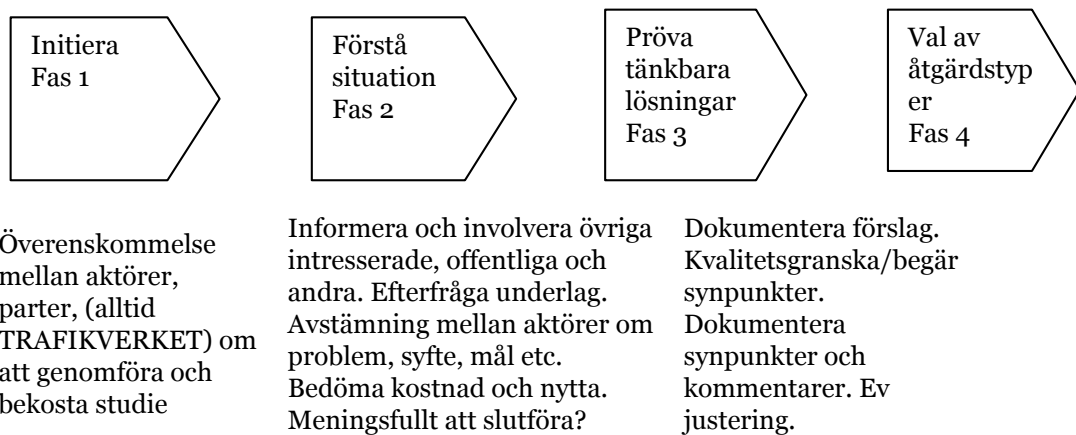 Initiera
Fas 1
Förstå
situation
Fas 2
Pröva
tänkbara
lösningar
Fas 3
Val av
åtgärdstyp
er
Fas 4
Överenskommelse
mellan aktörer,
parter, (alltid
TRAFIKVERKET) om
att genomföra och
bekosta studie
Informera och involvera övriga
intresserade, offentliga och
andra. Efterfråga underlag.
Avstämning mellan aktörer om
problem, syfte, mål etc.
Bedöma kostnad och nytta.
Meningsfullt att slutföra?
Dokumentera förslag.
Kvalitetsgranska/begär
synpunkter.
Dokumentera
synpunkter och
kommentarer. Ev
justering.